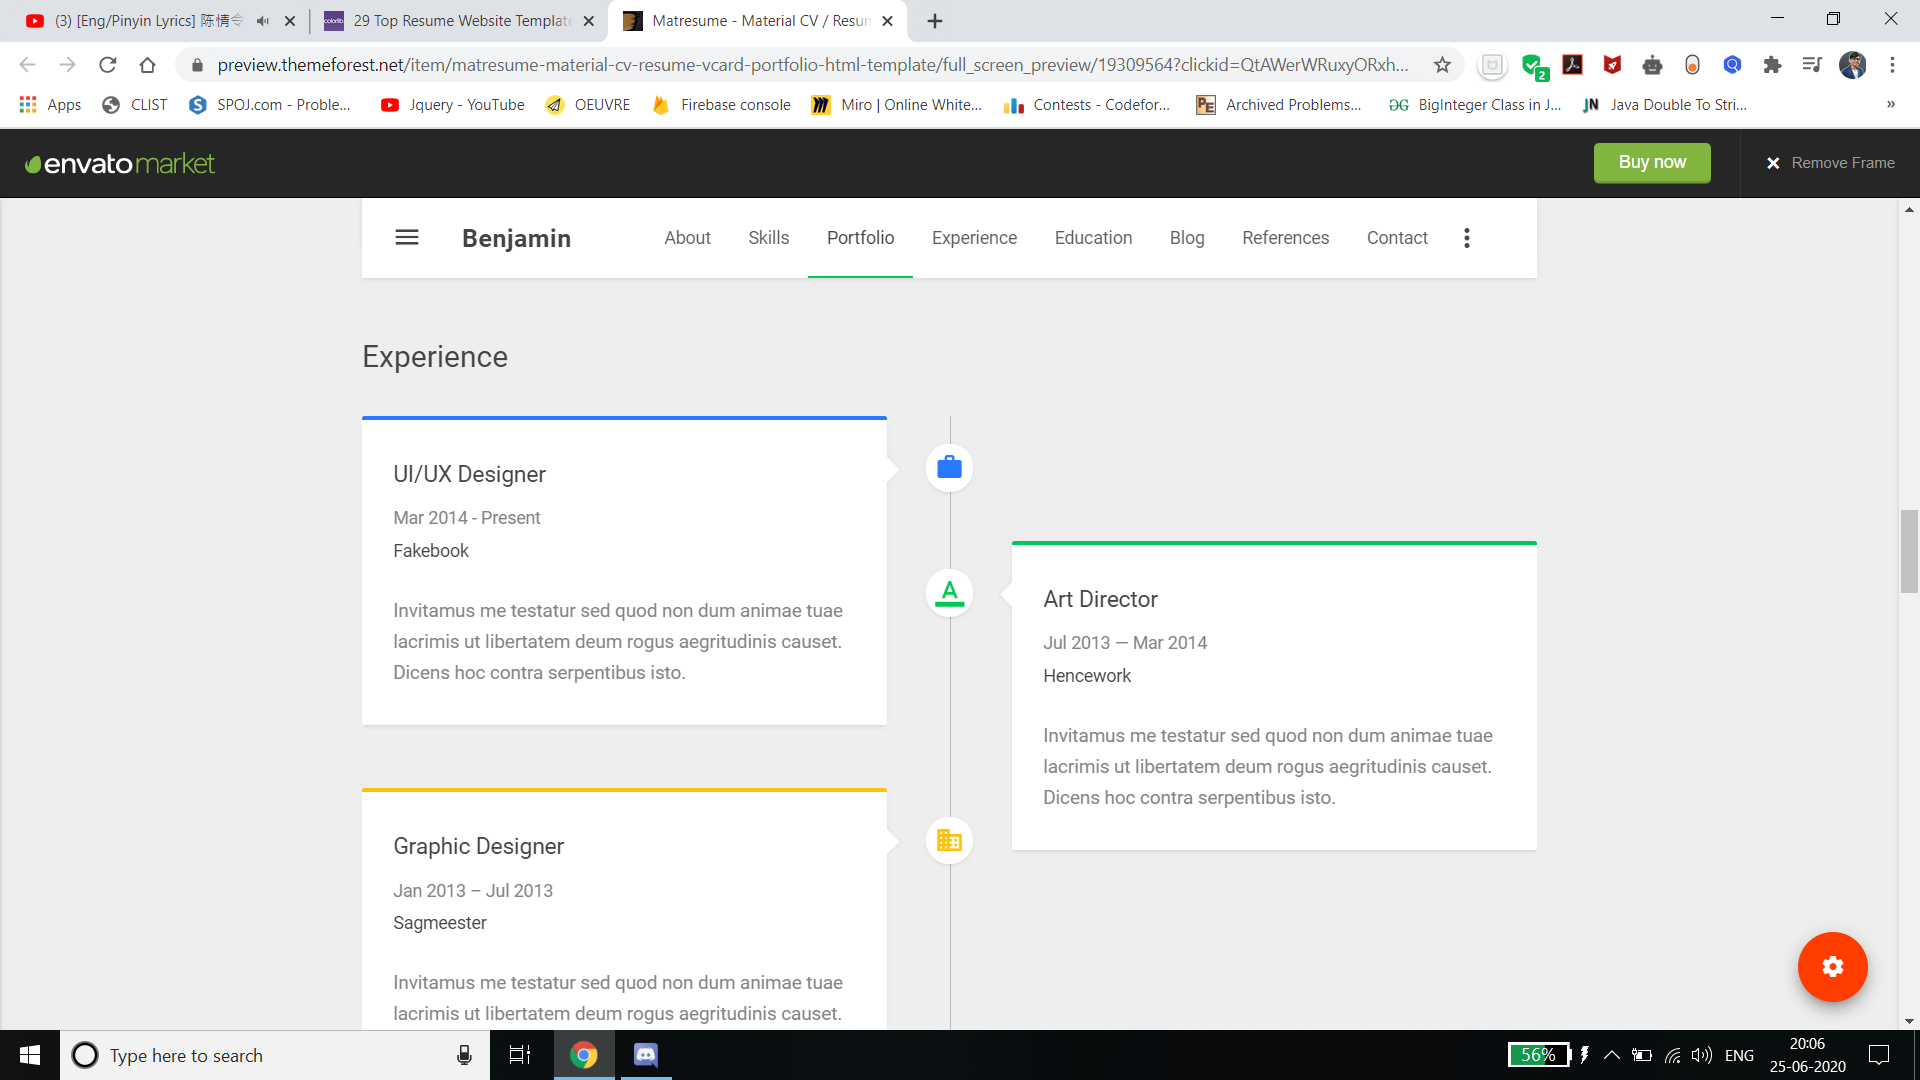 (3) [Eng/Pinyin Lyrics] 陈情令
29 Top Resume Website Template
Matresume - Material CV / Resum
preview.themeforest.net/item/matresume-material-cv-resume-vcard-portfolio-html-template/full_screen_preview/19309564?clickid=QtAWerWRuxyORxh...
2
Apps
CLIST
SPOJ.com - Proble...
Jquery - YouTube
OEUVRE
Firebase console
Miro | Online White...
Contests - Codefor...
Archived Problems...
BigInteger Class in J...
Java Double To Stri...
»
envatomarket
Buy now
Remove Frame
Benjamin
About
Skills
Portfolio
Experience
Education
Blog
References
Contact
Experience
UI/UX Designer
Mar 2014 - Present
Fakebook
Invitamus me testatur sed quod non dum animae tuae
lacrimis ut libertatem deum rogus aegritudinis causet.
Dicens hoc contra serpentibus isto.
A
Art Director
Jul 2013 — Mar 2014
Hencework
Invitamus me testatur sed quod non dum animae tuae
lacrimis ut libertatem deum rogus aegritudinis causet.
Dicens hoc contra serpentibus isto.
Graphic Designer
Jan 2013 – Jul 2013
Sagmeester
Invitamus me testatur sed quod non dum animae tuae
lacrimis ut libertatem deum rogus aegritudinis causet.
Type here to search
56%
ENG
20:06
25-06-2020